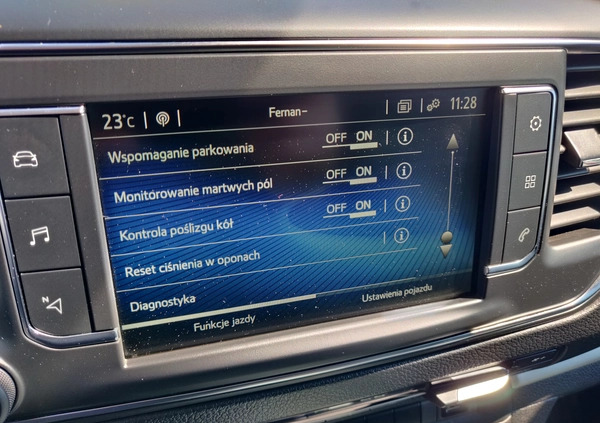 23°C Fernan- 11:28
Wspomaganie parkowania OFF ON
Monitorowanie martwych pól OFF ON
Kontrola poślizgu kół OFF ON
Reset ciśnienia w oponach
Diagnostyka
Funkcje jazdy Ustawienia pojazdu
N